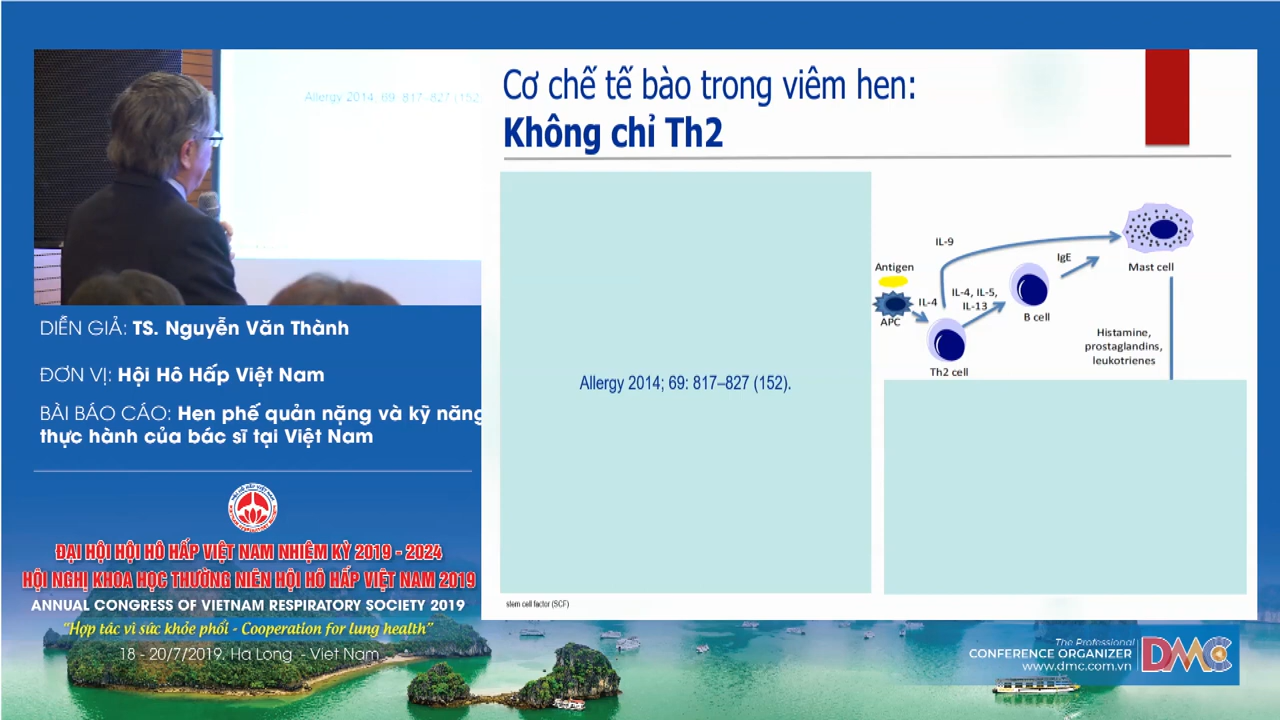 Allergy 2014; 69: 817–827 (152)
Cơ chế tế bào trong viêm hen:
Không chỉ Th2
IL-9
IgE
Antigen
Mast cell
IL-4
IL-4, IL-5,
IL-13
APC
B cell
Th2 cell
Histamine,
prostaglandins,
leukotrienes
Allergy 2014; 69: 817–827 (152).
stem cell factor (SCF)
DIỄN GIẢ: TS. Nguyễn Văn Thành
ĐƠN VỊ: Hội Hô Hấp Việt Nam
BÀI BÁO CÁO: Hen phế quản nặng và kỹ năng
thực hành của bác sĩ tại Việt Nam
ĐẠI HỘI HỘI HÔ HẤP VIỆT NAM NHIỆM KỲ 2019 - 2024
HỘI NGHỊ KHOA HỌC THƯỜNG NIÊN HỘI HÔ HẤP VIỆT NAM 2019
ANNUAL CONGRESS OF VIETNAM RESPIRATORY SOCIETY 2019
"Hợp tác vì sức khỏe phổi - Cooperation for lung health"
18 - 20/7/2019. Ha Long - Viet Nam
The Professional
CONFERENCE ORGANIZER
www.dmc.com.vn
DMC